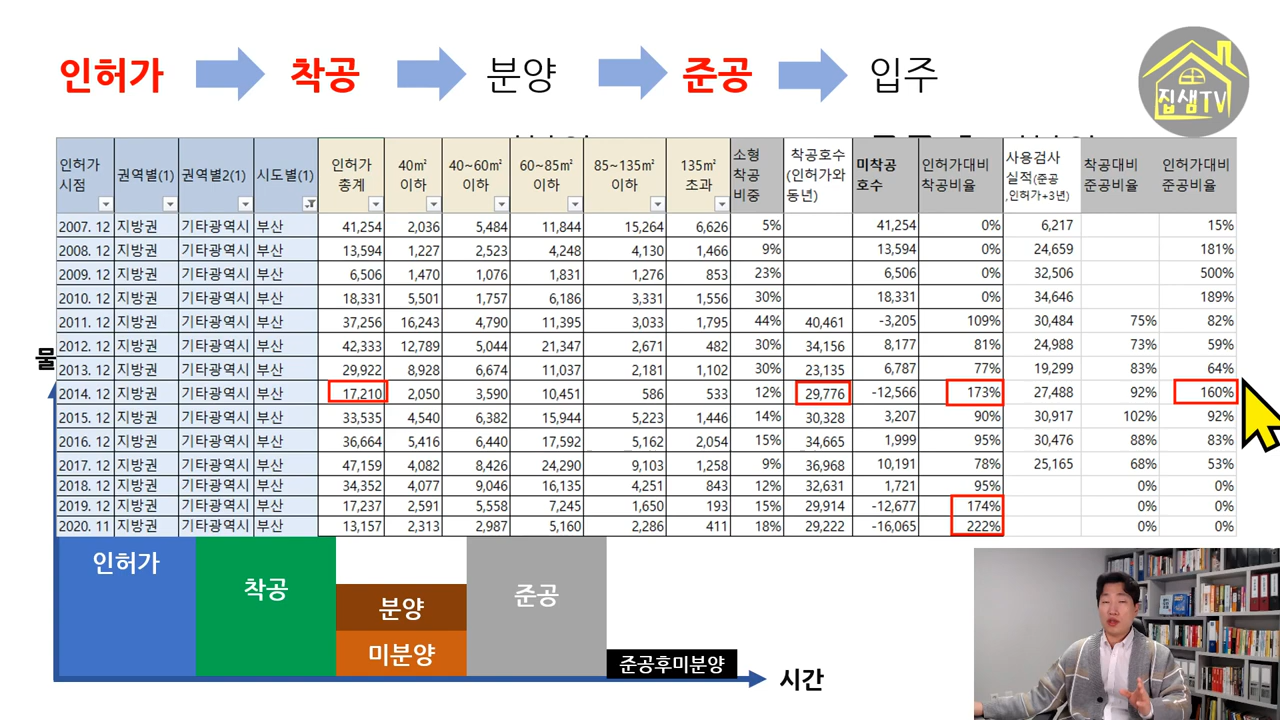 인허가 착공 분양 준공 입주
집샘TV
인허가 시점 권역별(1) 권역별2(1) 시도별(1) 인허가 총계 40㎡ 이하 40~60㎡ 이하 60~85㎡ 이하 85~135㎡ 이하 135㎡ 초과 소형 착공 비중 착공호수 (인허가와 동년) 미착공 호수 인허가대비 착공비율 사용검사 실적(준공 ,인허가+3년) 착공대비 준공비율 인허가대비 준공비율
2007. 12 지방권 기타광역시 부산 41,254 2,036 5,484 11,844 15,264 6,626 5% 41,254 0% 6,217 15%
2008. 12 지방권 기타광역시 부산 13,594 1,227 2,523 4,248 4,130 1,466 9% 13,594 0% 24,659 181%
2009. 12 지방권 기타광역시 부산 6,506 1,470 1,076 1,831 1,276 853 23% 6,506 0% 32,506 500%
2010. 12 지방권 기타광역시 부산 18,331 5,501 1,757 6,186 3,331 1,556 30% 18,331 0% 34,646 189%
2011. 12 지방권 기타광역시 부산 37,256 16,243 4,790 11,395 3,033 1,795 44% 40,461 -3,205 109% 30,484 75% 82%
2012. 12 지방권 기타광역시 부산 42,333 12,789 5,044 21,347 2,671 482 30% 34,156 8,177 81% 24,988 73% 59%
2013. 12 지방권 기타광역시 부산 29,922 8,928 6,674 11,037 2,181 1,102 30% 23,135 6,787 77% 19,299 83% 64%
2014. 12 지방권 기타광역시 부산 17,210 2,050 3,590 10,451 586 533 12% 29,776 -12,566 173% 27,488 92% 160%
2015. 12 지방권 기타광역시 부산 33,535 4,540 6,382 15,944 5,223 1,446 14% 30,328 3,207 90% 30,917 102% 92%
2016. 12 지방권 기타광역시 부산 36,664 5,416 6,440 17,592 5,162 2,054 15% 34,665 1,999 95% 30,476 88% 83%
2017. 12 지방권 기타광역시 부산 47,159 4,082 8,426 24,290 9,103 1,258 9% 36,968 10,191 78% 25,165 68% 53%
2018. 12 지방권 기타광역시 부산 34,352 4,077 9,046 16,135 4,251 843 12% 32,631 1,721 95% 0% 0%
2019. 12 지방권 기타광역시 부산 17,237 2,591 5,558 7,245 1,650 193 15% 29,914 -12,677 174% 0% 0%
2020. 11 지방권 기타광역시 부산 13,157 2,313 2,987 5,160 2,286 411 18% 29,222 -16,065 222% 0% 0%
물
인허가
착공
분양
준공
미분양
준공후미분양
시간